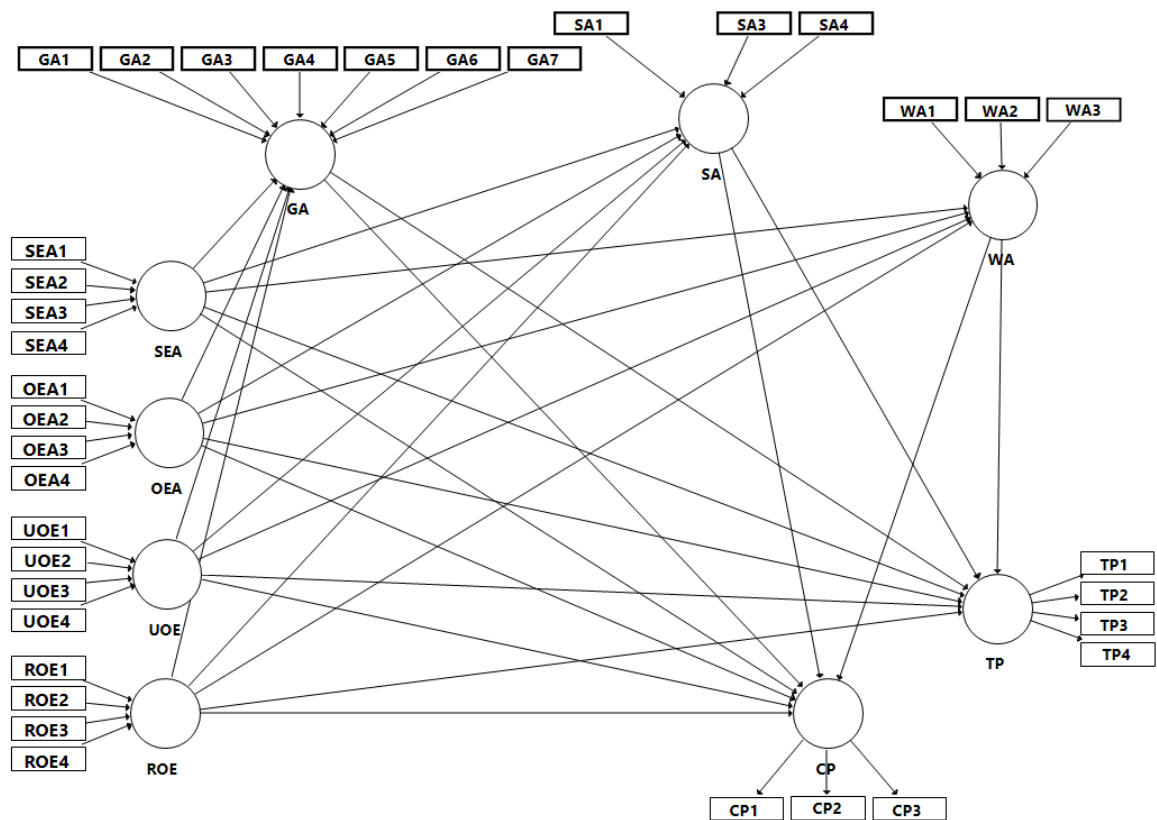 SA1
SA3
SA4
GA1
GA2
GA3
GA4
GA5
GA6
GA7
WA1
WA2
WA3
SA
GA
WA
SEA1
SEA2
SEA3
SEA4
SEA
OEA1
OEA2
OEA3
OEA4
OEA
UOE1
UOE2
UOE3
UOE4
UOE
TP1
TP2
TP3
TP4
TP
ROE1
ROE2
ROE3
ROE4
ROE
CP
CP1
CP2
CP3